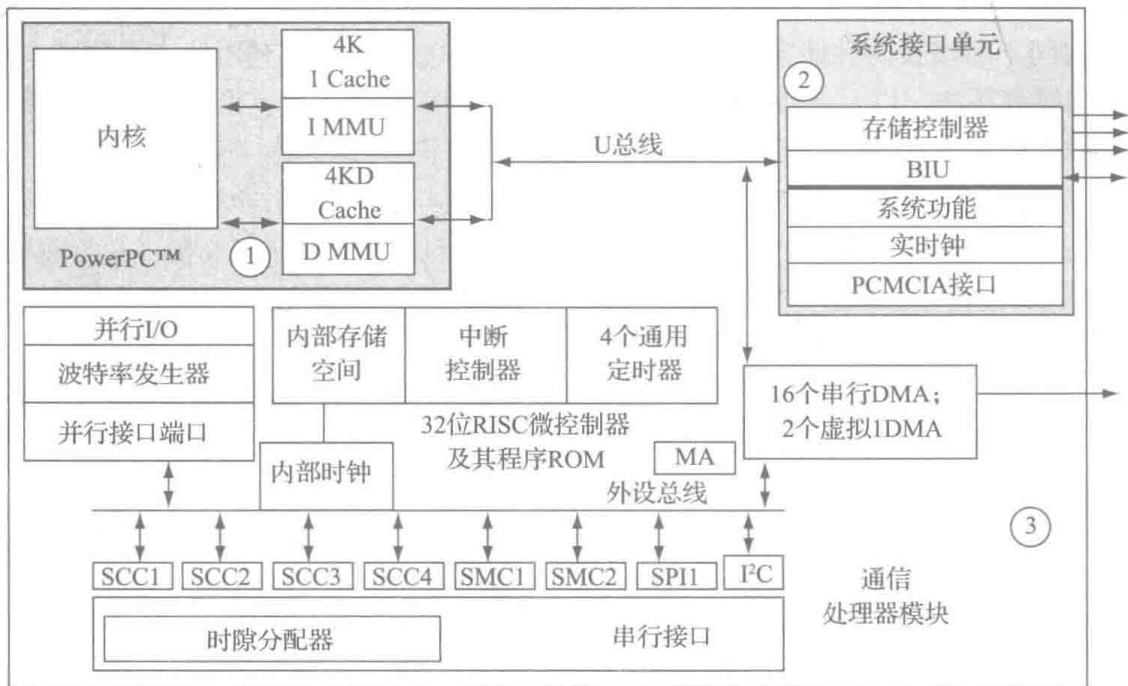 4K
1 Cache
I MMU
内核
4KD
Cache
D MMU
PowerPC™
1
U总线
系统接口单元
2
存储控制器
BIU
系统功能
实时钟
PCMCIA接口
并行I/O
波特率发生器
并行接口端口
内部存储
空间
中断
控制器
4个通用
定时器
32位RISC微控制器
及其程序ROM
内部时钟
MA
外设总线
16个串行DMA；
2个虚拟1DMA
3
SCC1
SCC2
SCC3
SCC4
SMC1
SMC2
SPI1
I²C
通信
处理器模块
时隙分配器
串行接口